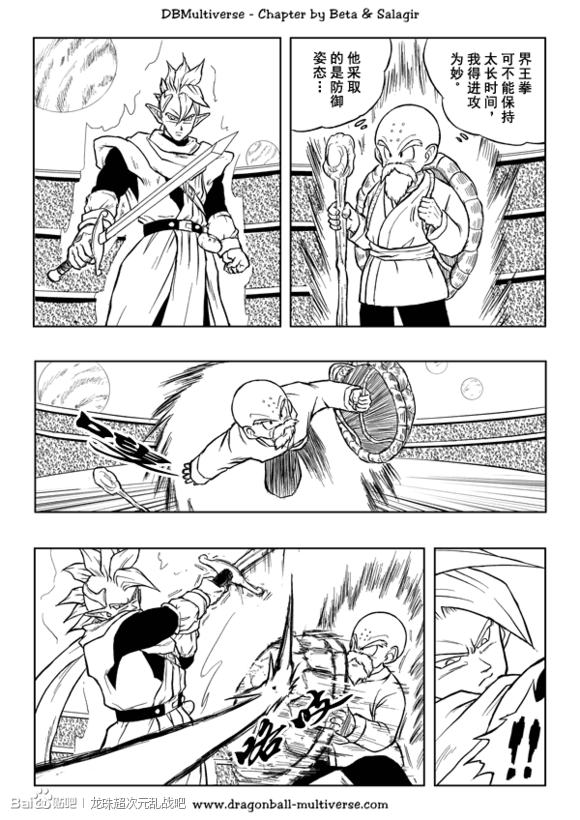 DBMultiverse - Chapter by Beta & Salagir
界王拳
可不能保持
太长时间，
我得进攻
为妙。
他采取
的是防御
姿态…
!!
Bai贴吧 | 龙珠超次元乱战吧
www.dragonball-multiverse.com